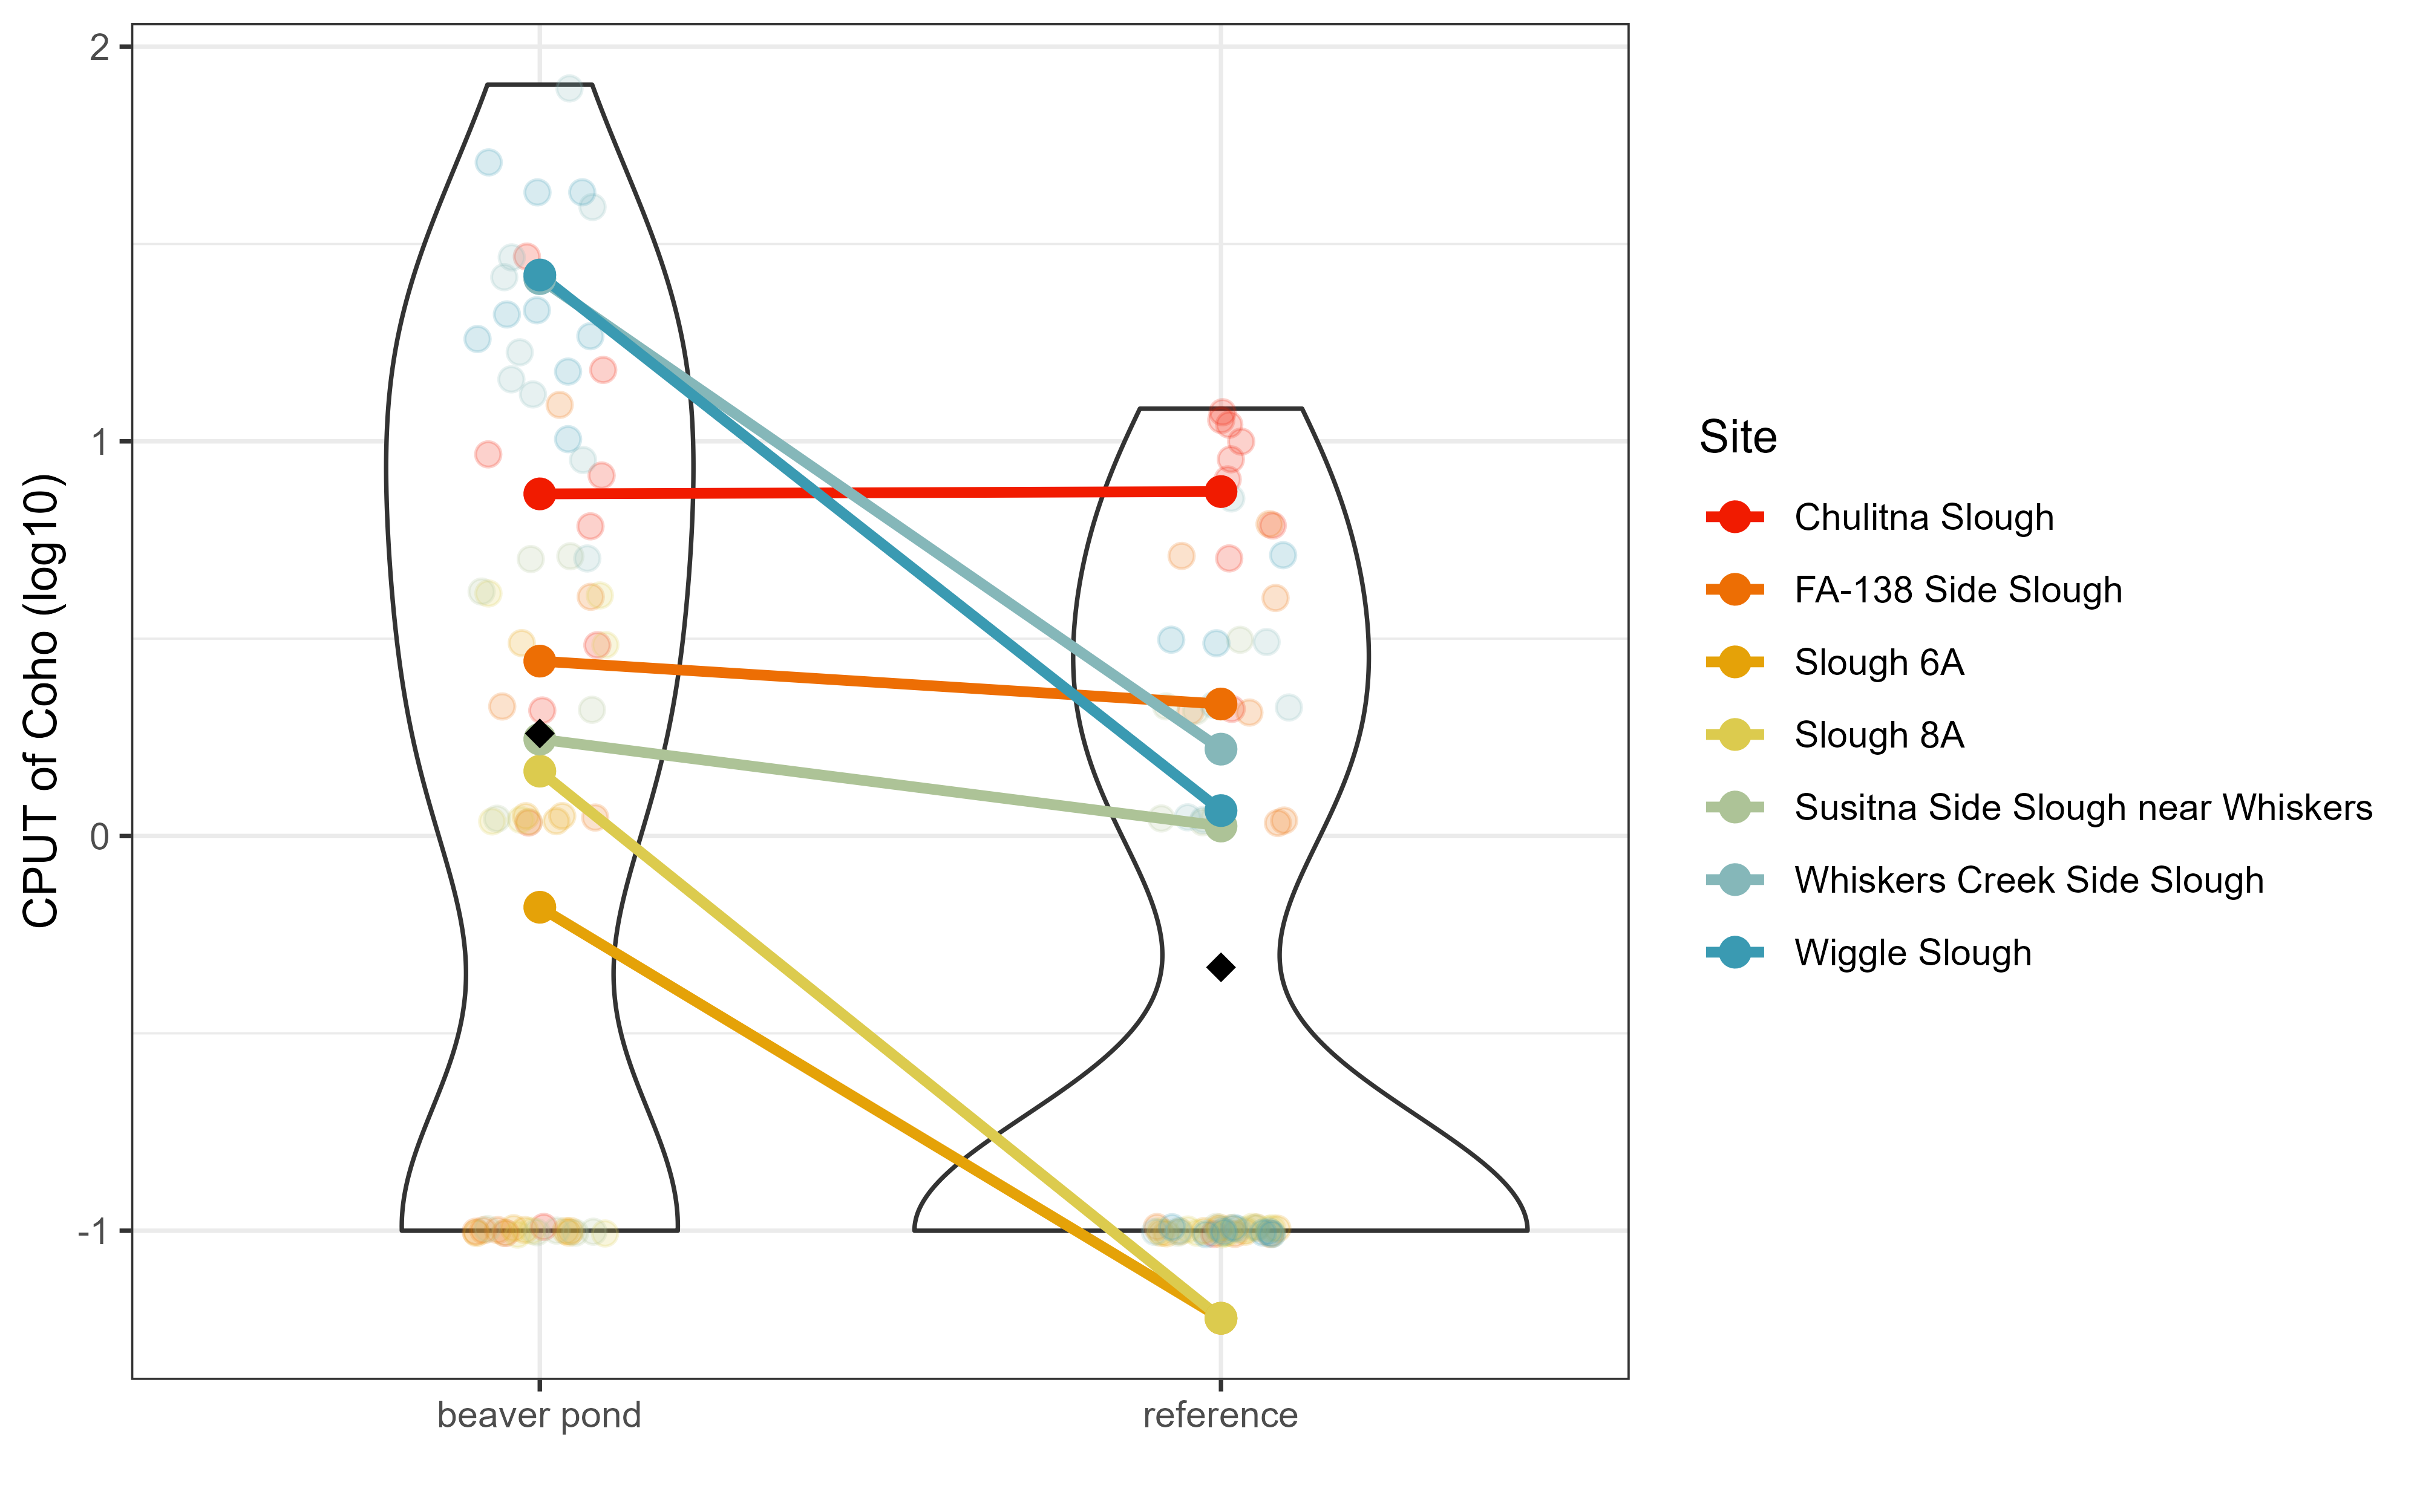 CPUT of Coho (log10)
2
1
0
-1
beaver pond
reference
Site
Chulitna Slough
FA-138 Side Slough
Slough 6A
Slough 8A
Susitna Side Slough near Whiskers
Whiskers Creek Side Slough
Wiggle Slough